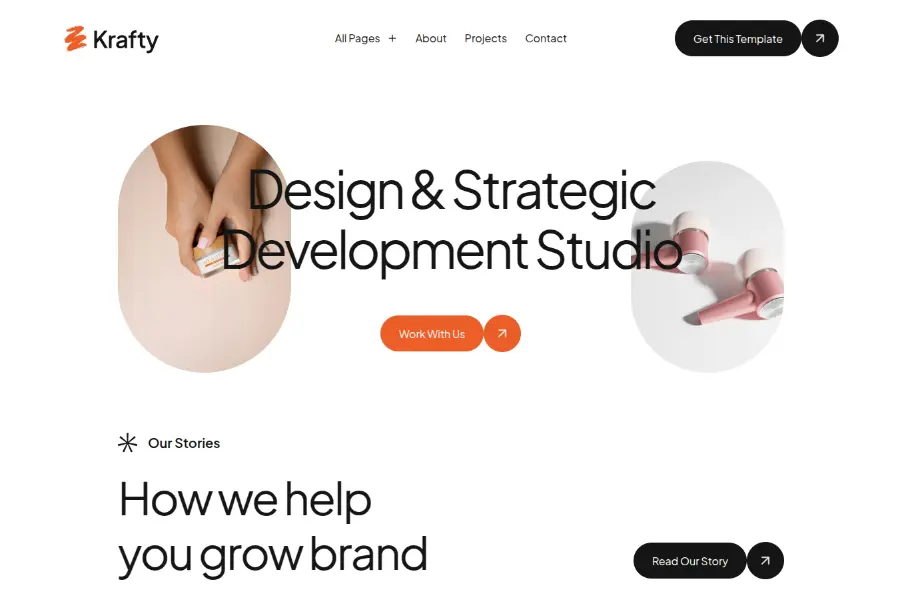 Krafty
All Pages +
About
Projects
Contact
Get This Template
Design & Strategic
Development Studio
Work With Us
Our Stories
How we help
you grow brand
Read Our Story